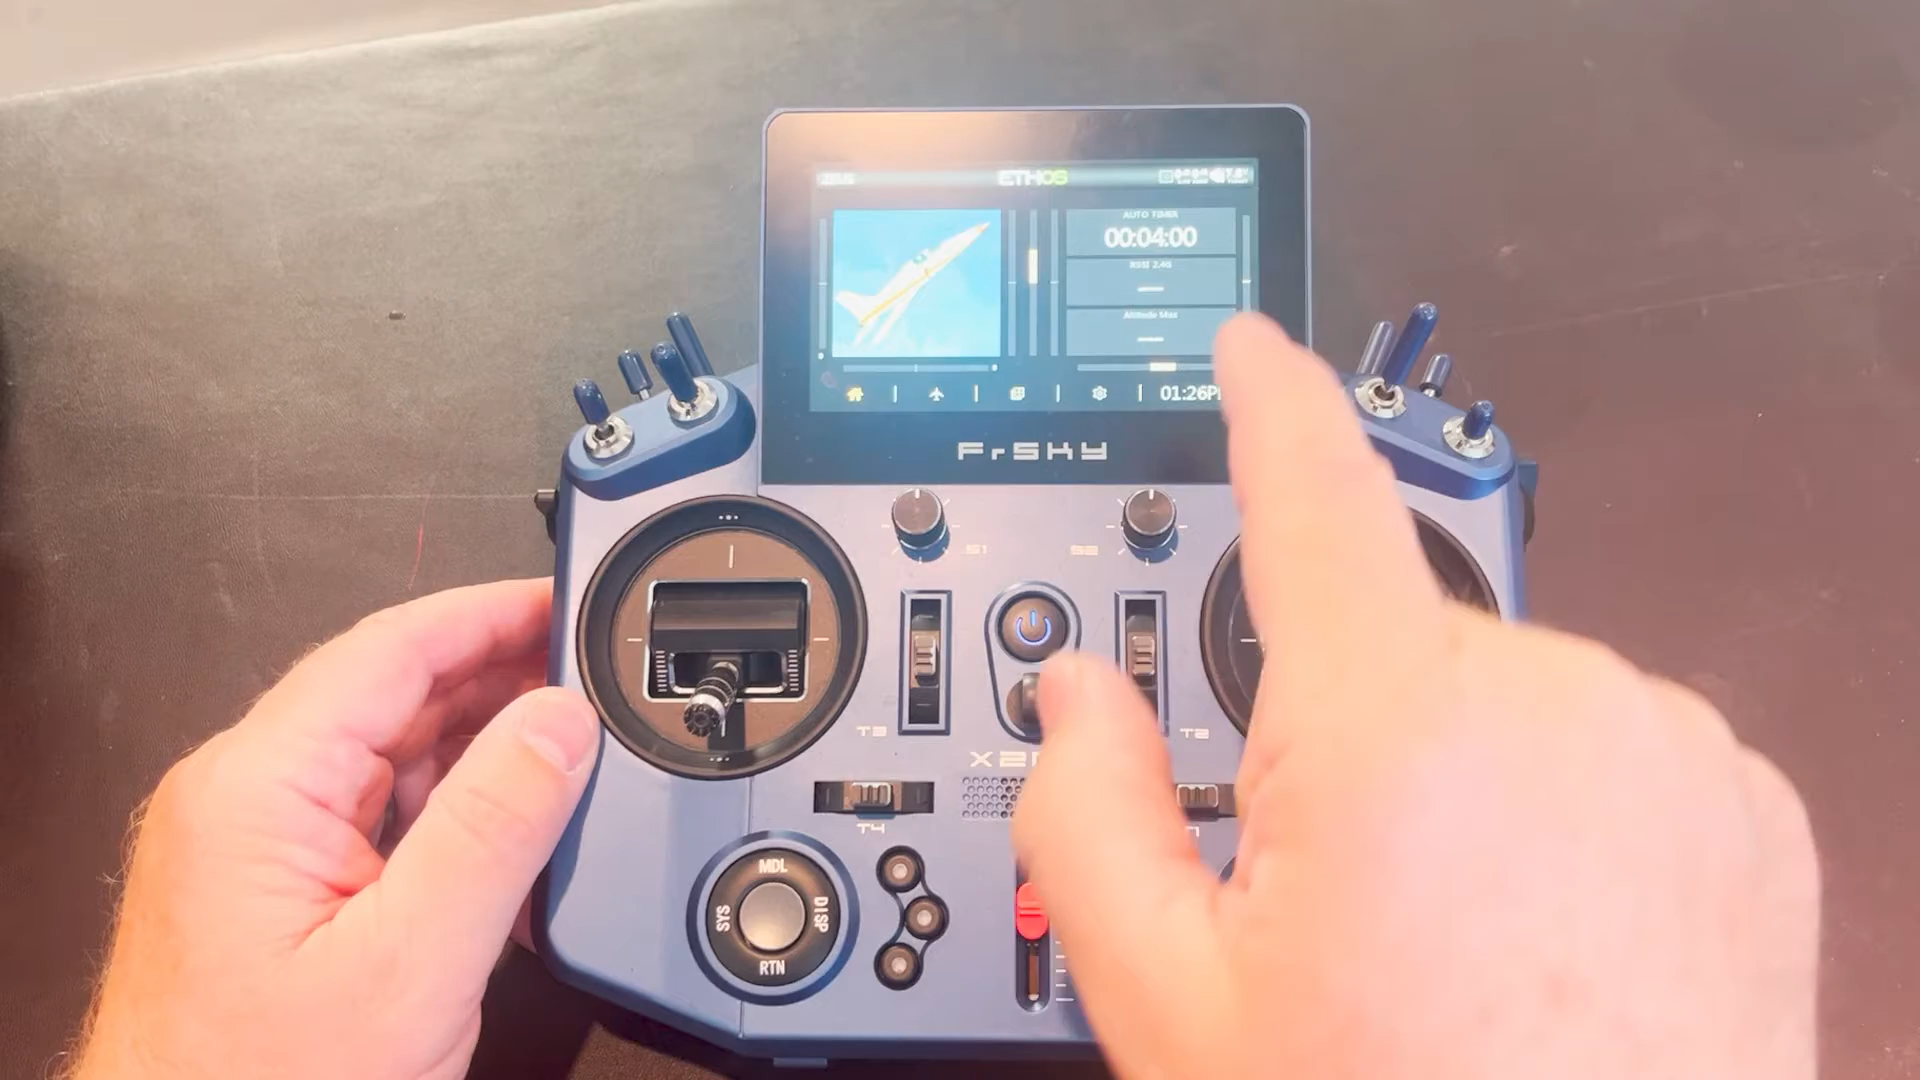 ETHOS
AUTO TIMER
00:04:00
RSSI 2.4G
Altitude Max
01:26P
FrSKY
S1
S2
T3
T2
X2
T4
MDL
SYS
DISP
RTN